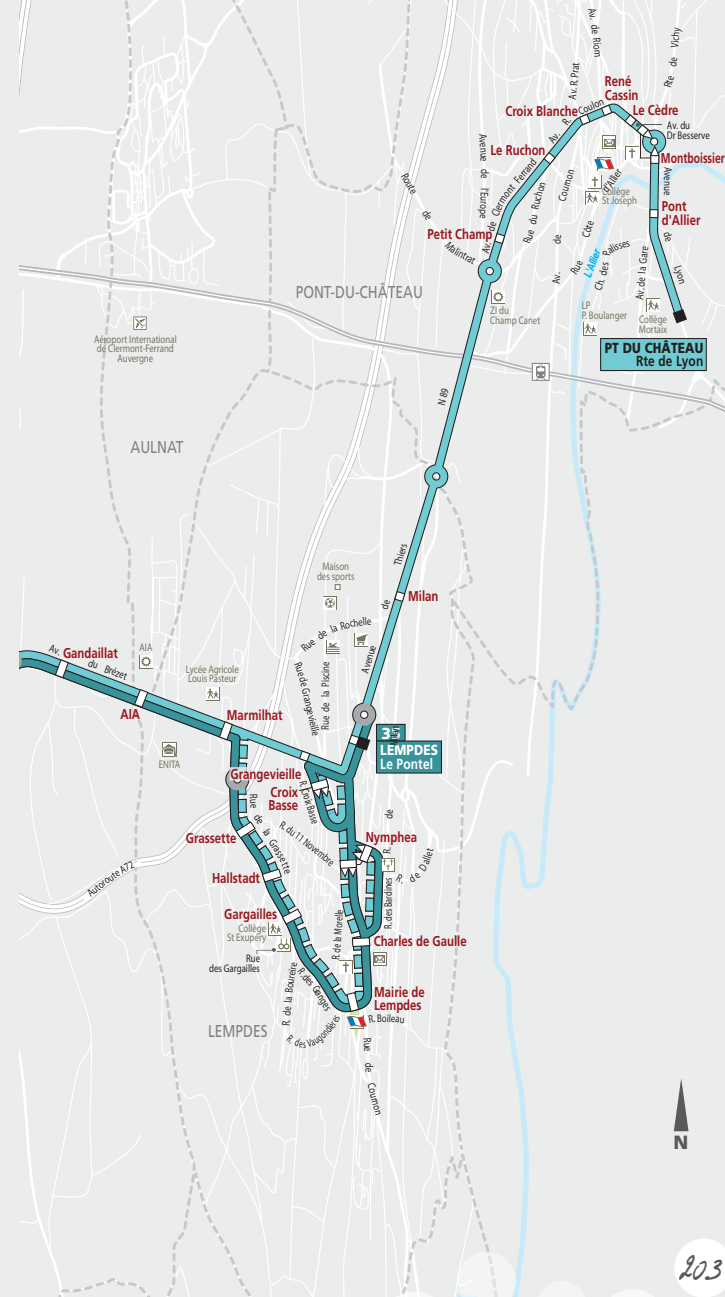 Av. de Riom
Rte de Vichy
Av. R. Prat
René
Cassin
Croix Blanche
Av. R. Coulon
Le Cèdre
Av. du
Dr Besserve
Le Ruchon
Montboissier
Avenue de l'Europe
Av. de Clermont Ferrand
Rue du Ruchon
Av. de Coumon
Rue Côte d'Allier
Collège
St Joseph
Avenue de Lyon
Pont
d'Allier
Route de Malintrat
Petit Champ
L'Allier
Ch. des Palisses
Av. de la Gare
PONT-DU-CHÂTEAU
ZI du
Champ Canet
LP
P. Boulanger
Collège
Mortaix
Aéroport International
de Clermont-Ferrand
Auvergne
PT DU CHÂTEAU
Rte de Lyon
N 89
AULNAT
Maison
des sports
Avenue de Thiers
Milan
Rue de la Rochelle
Av. du Brézet
Gandaillat
AIA
Lycée Agricole
Louis Pasteur
Rue de Grangevieille
Rue de la Piscine
AIA
Marmilhat
35
LEMPDES
Le Pontel
ENITA
Grangevieille
Croix
Basse
R. Croix Basse
Rue de la Grassette
Grassette
R. du 11 Novembre
Nymphea
R. de Dallet
Autoroute A72
Hallstadt
R. des Bardines
Gargailles
Collège
St Exupéry
R. de la Morelle
Charles de Gaulle
Rue
des Gargailles
R. de la Boureire
R. des Granges
Mairie de
Lempdes
R. Boileau
LEMPDES
R. des Vaugondières
Rue de Coumon
N
203